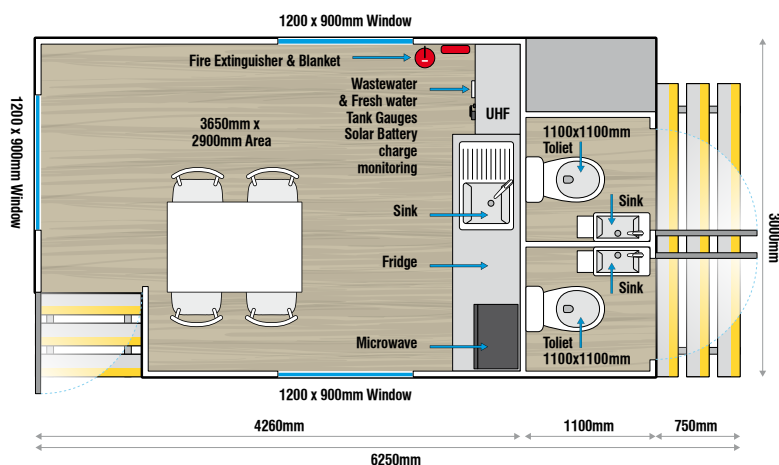 1200 x 900mm Window
Fire Extinguisher & Blanket
Wastewater
& Fresh water
Tank Gauges
Solar Battery
charge
monitoring
UHF
1200 x 900mm Window
3650mm x
2900mm Area
1100x1100mm
Toliet
Sink
Sink
3000mm
Fridge
Sink
Microwave
Toliet
1100x1100mm
1200 x 900mm Window
4260mm
1100mm
750mm
6250mm